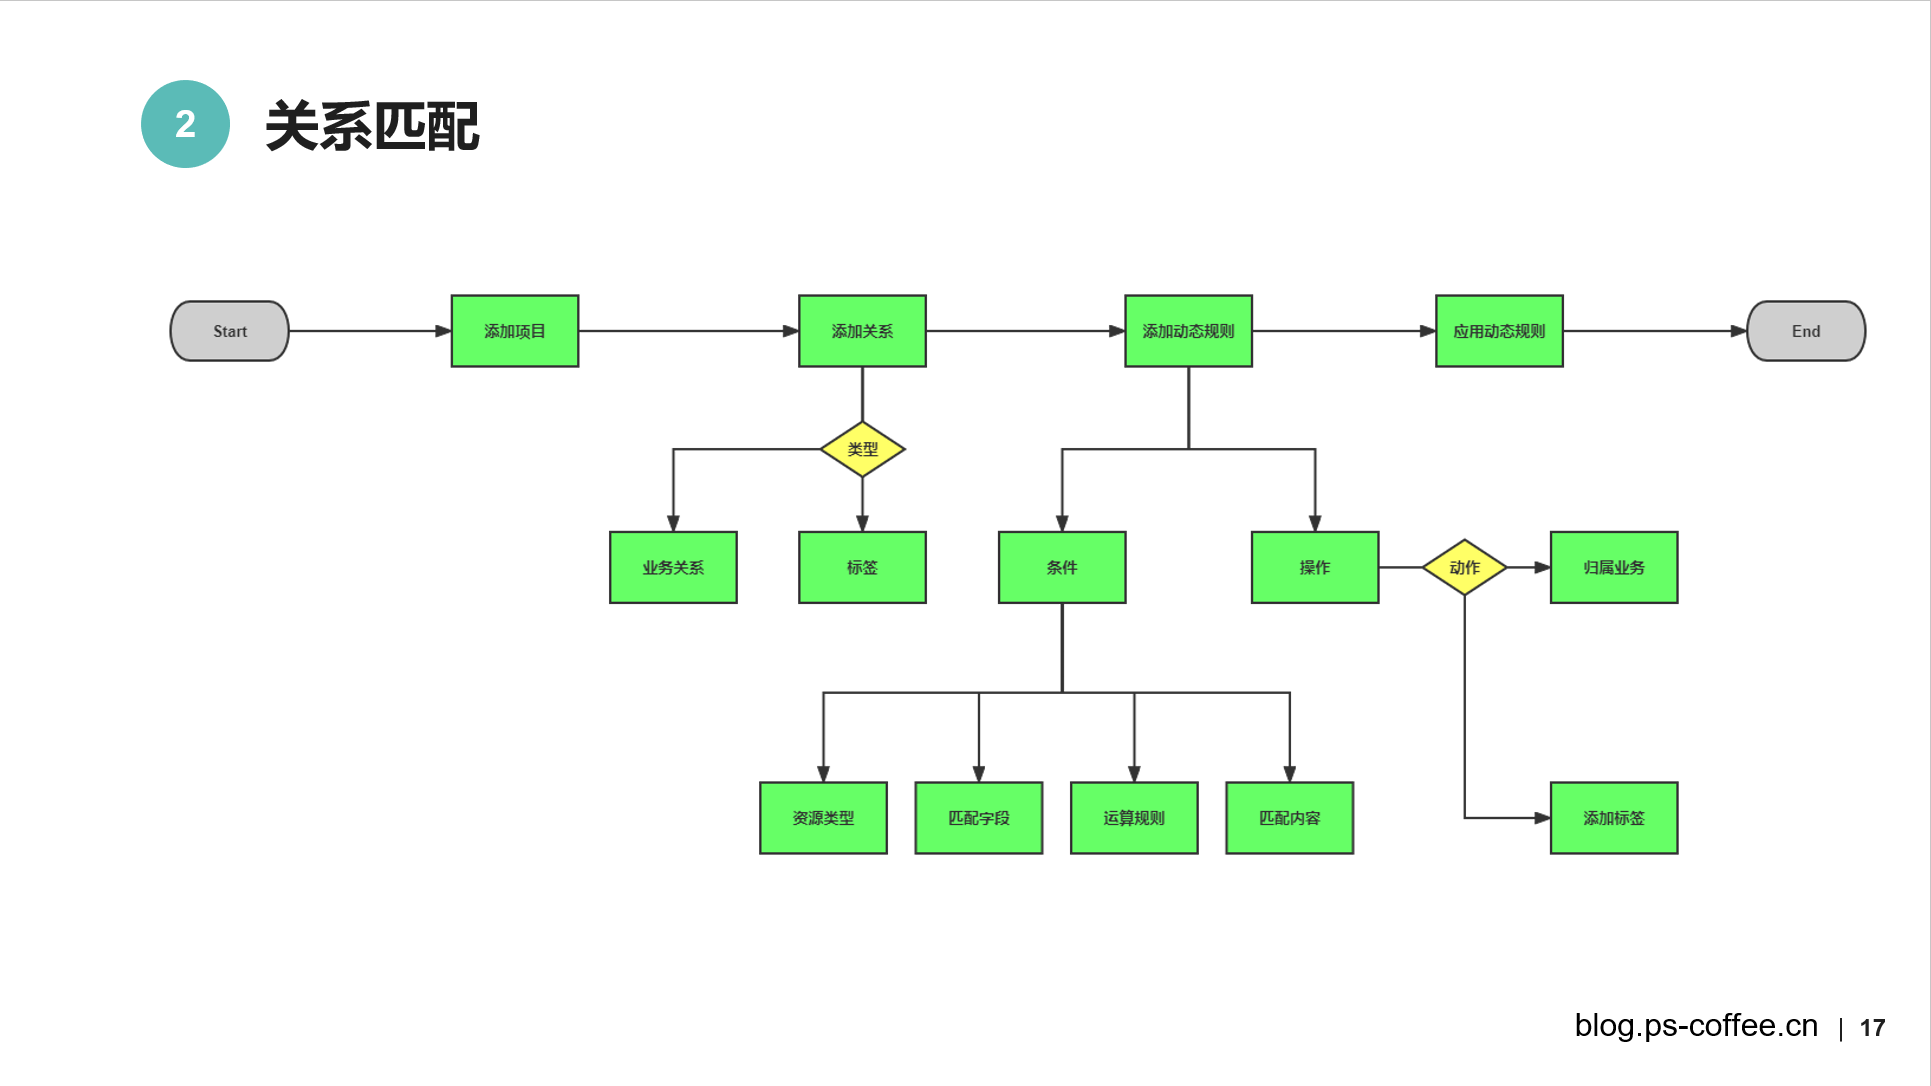 2
关系匹配
Start
添加项目
添加关系
添加动态规则
应用动态规则
End
类型
业务关系
标签
条件
操作
动作
归属业务
资源类型
匹配字段
运算规则
匹配内容
添加标签
blog.ps-coffee.cn | 17